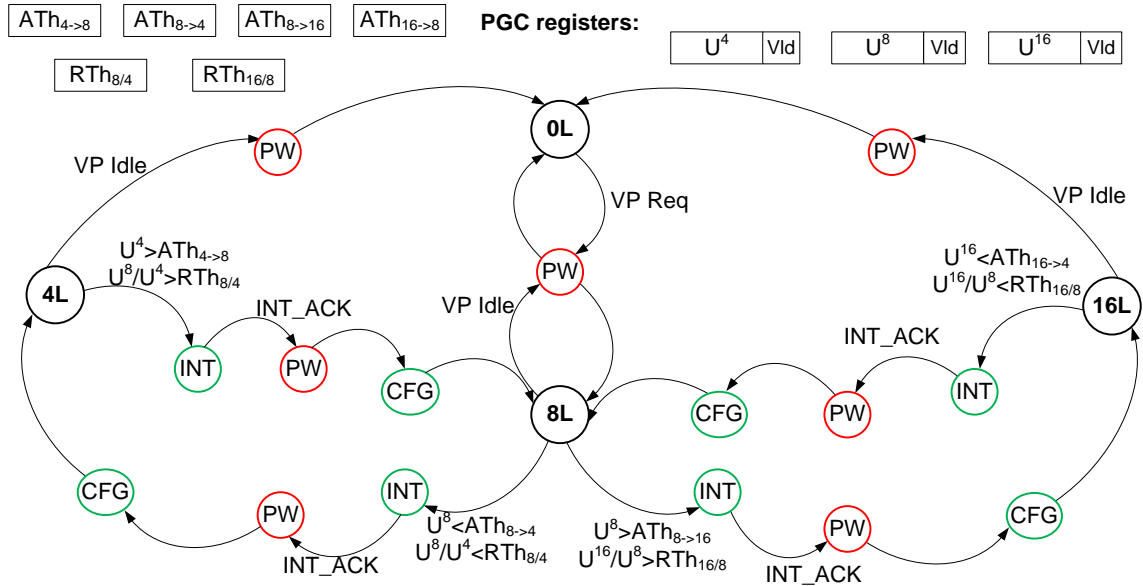 ATh4->8 ATh8->4 ATh8->16 ATh16->8 PGC registers:
U4 Vld U8 Vld U16 Vld
RTh8/4 RTh16/8
0L
PW
PW
VP Idle
VP Req
VP Idle
U4>ATh4->8
U8/U4>RTh8/4
U16<ATh16->4
U16/U8<RTh16/8
PW
4L
VP Idle
16L
INT_ACK
INT_ACK
INT
PW
CFG
CFG
PW
INT
8L
CFG
PW
INT
INT
PW
CFG
U8<ATh8->4
U8/U4<RTh8/4
U8>ATh8->16
U16/U8>RTh16/8
INT_ACK
INT_ACK